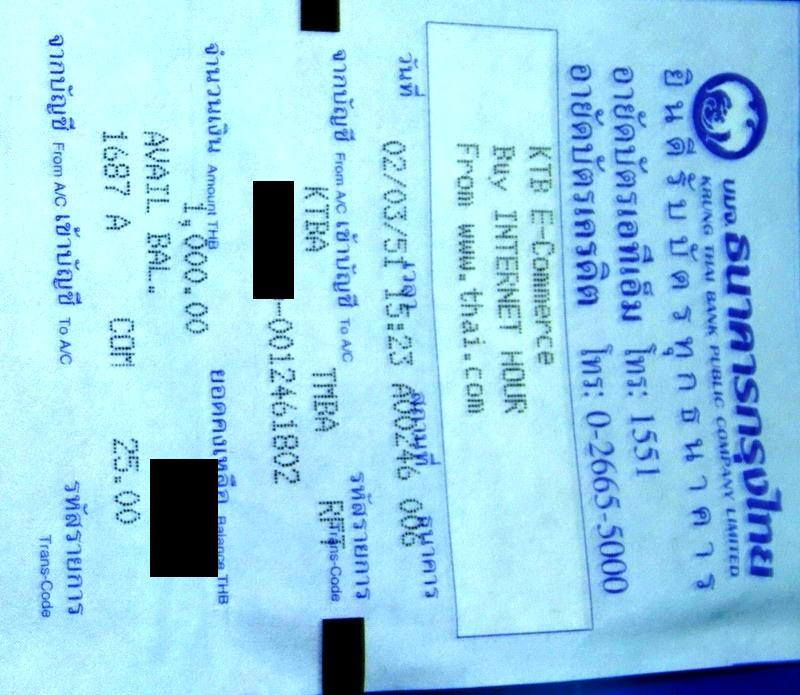 บมจ. ธนาคารกรุงไทย
KRUNG THAI BANK PUBLIC COMPANY LIMITED
ยินดีรับบัตรทุกธนาคาร
อายัดบัตรเอทีเอ็ม โทร: 1551
อายัดบัตรเครดิต โทร: 0-2665-5000
KTB E-Commerce
Buy INTERNET HOUR
From www.thai.com
วันที่ เวลา สถานที่ ธนาคาร
02/03/51 15:23 A00246 006
จากบัญชี From A/C เข้าบัญชี To A/C รหัสรายการ Trans-Code
KTBA TMBA RFT
-0012461802
จำนวนเงิน Amount THB ยอดคงเหลือ Balance THB
1,000.00
AVAIL BAL.
1687 A COM 25.00
จากบัญชี From A/C เข้าบัญชี To A/C รหัสรายการ Trans-Code